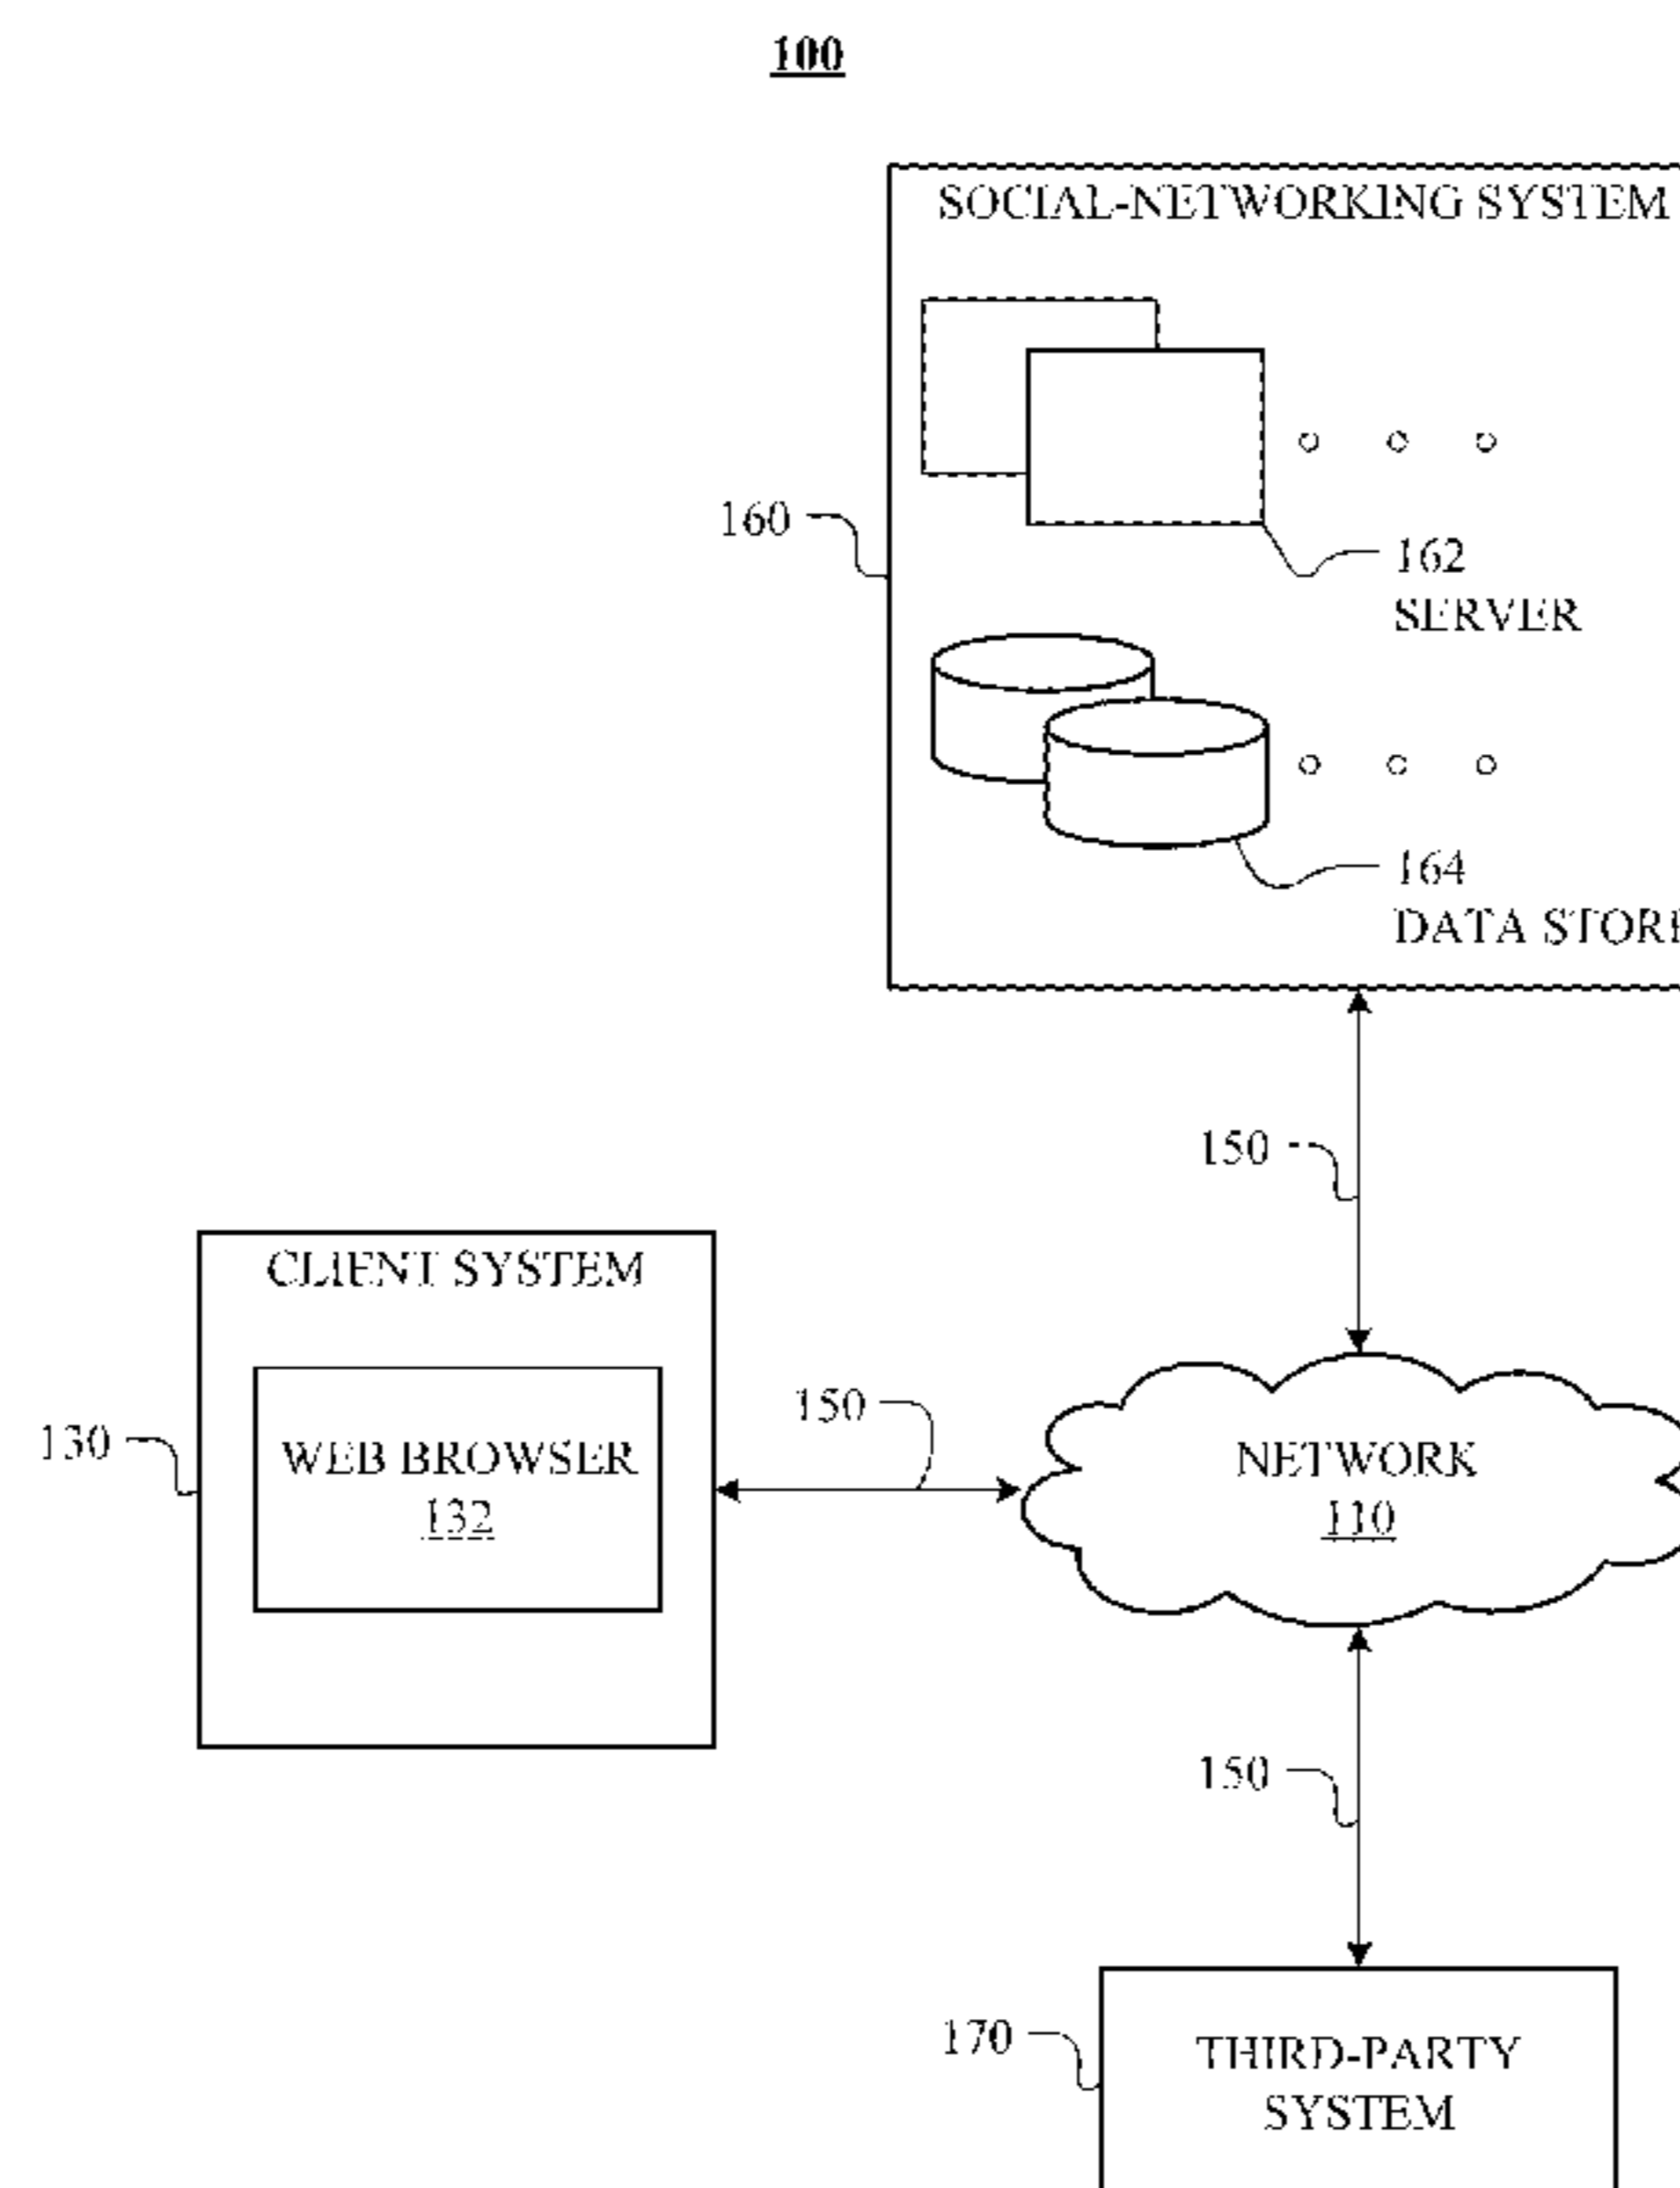 100
SOCIAL-NETWORKING SYSTEM
160
162
SERVER
164
DATA STORE
150
CLIENT SYSTEM
130
WEB BROWSER
132
150
NETWORK
110
150
170
THIRD-PARTY
SYSTEM